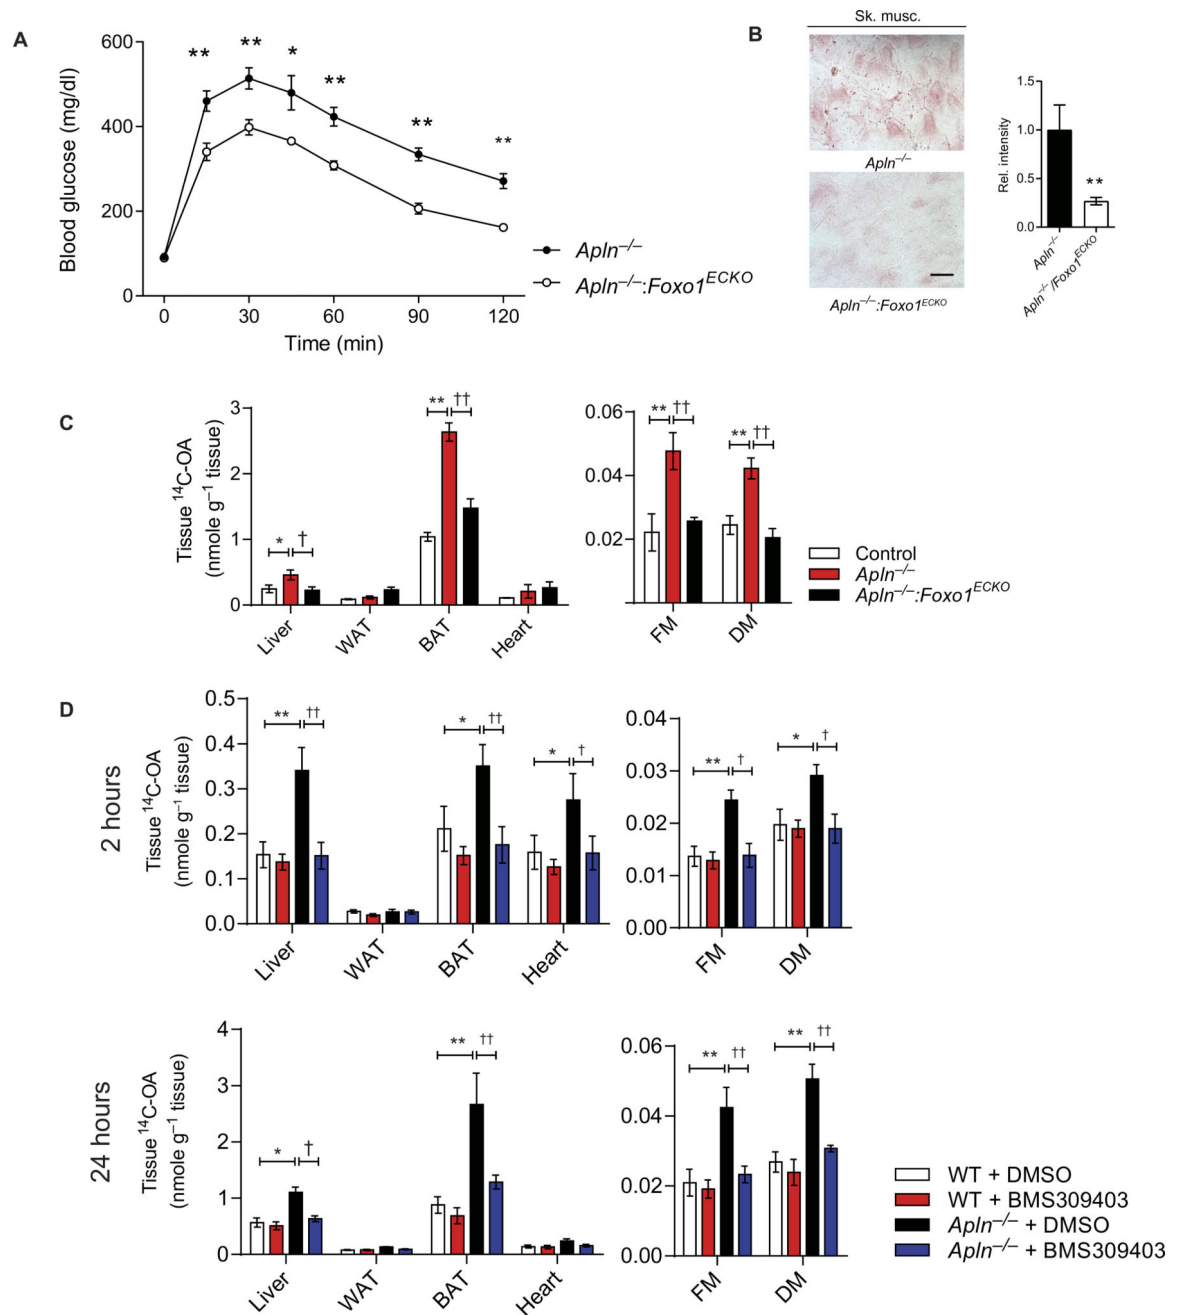 A
Blood glucose (mg/dl)
600
400
200
0
** ** * ** ** **
0 30 60 90 120
Time (min)
Apln–/–
Apln–/–:Foxo1ECKO
B
Sk. musc.
Apln–/–
Apln–/–:Foxo1ECKO
Rel. intensity
1.5
1.0
0.5
0.0
**
Apln–/–
Apln–/–/Foxo1ECKO
C
Tissue 14C-OA
(nmole g–1 tissue)
3
2
1
0
* † ** ††
Liver WAT BAT Heart
0.06
0.04
0.02
** †† ** ††
FM DM
Control
Apln–/–
Apln–/–:Foxo1ECKO
D
2 hours
Tissue 14C-OA
(nmole g–1 tissue)
0.5
0.4
0.3
0.2
0.1
0.0
** †† * †† * †
Liver WAT BAT Heart
0.04
0.03
0.02
0.01
0.00
** † * †
FM DM
24 hours
Tissue 14C-OA
(nmole g–1 tissue)
4
3
2
1
0
* † ** ††
Liver WAT BAT Heart
0.06
0.04
0.02
0.00
** †† ** ††
FM DM
WT + DMSO
WT + BMS309403
Apln–/– + DMSO
Apln–/– + BMS309403